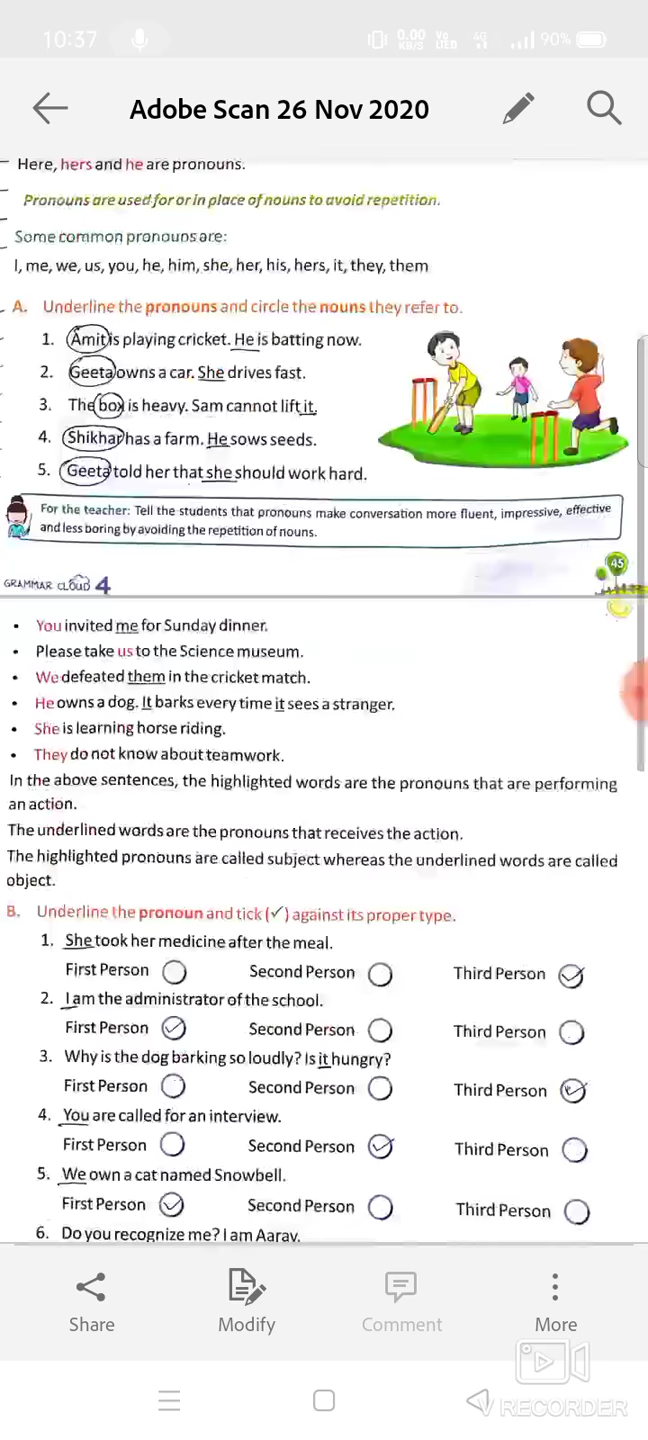 10:37
0.00 KB/S
Vo LTED
4G
90%
Adobe Scan 26 Nov 2020
Here, hers and he are pronouns.
Pronouns are used for or in place of nouns to avoid repetition.
Some common pronouns are:
I, me, we, us, you, he, him, she, her, his, hers, it, they, them
A. Underline the pronouns and circle the nouns they refer to.
1. Amit is playing cricket. He is batting now.
2. Geeta owns a car. She drives fast.
3. The box is heavy. Sam cannot lift it.
4. Shikhar has a farm. He sows seeds.
5. Geeta told her that she should work hard.
For the teacher: Tell the students that pronouns make conversation more fluent, impressive, effective
and less boring by avoiding the repetition of nouns.
45
GRAMMAR CLOUD 4
• You invited me for Sunday dinner.
• Please take us to the Science museum.
• We defeated them in the cricket match.
• He owns a dog. It barks every time it sees a stranger.
• She is learning horse riding.
• They do not know about teamwork.
In the above sentences, the highlighted words are the pronouns that are performing
an action.
The underlined words are the pronouns that receives the action.
The highlighted pronouns are called subject whereas the underlined words are called
object.
B. Underline the pronoun and tick (✓) against its proper type.
1. She took her medicine after the meal.
First Person Second Person Third Person ✓
2. I am the administrator of the school.
First Person ✓ Second Person Third Person
3. Why is the dog barking so loudly? Is it hungry?
First Person Second Person Third Person ✓
4. You are called for an interview.
First Person Second Person ✓ Third Person
5. We own a cat named Snowbell.
First Person ✓ Second Person Third Person
6. Do you recognize me? I am Aarav.
Share Modify Comment More
V RECORDER